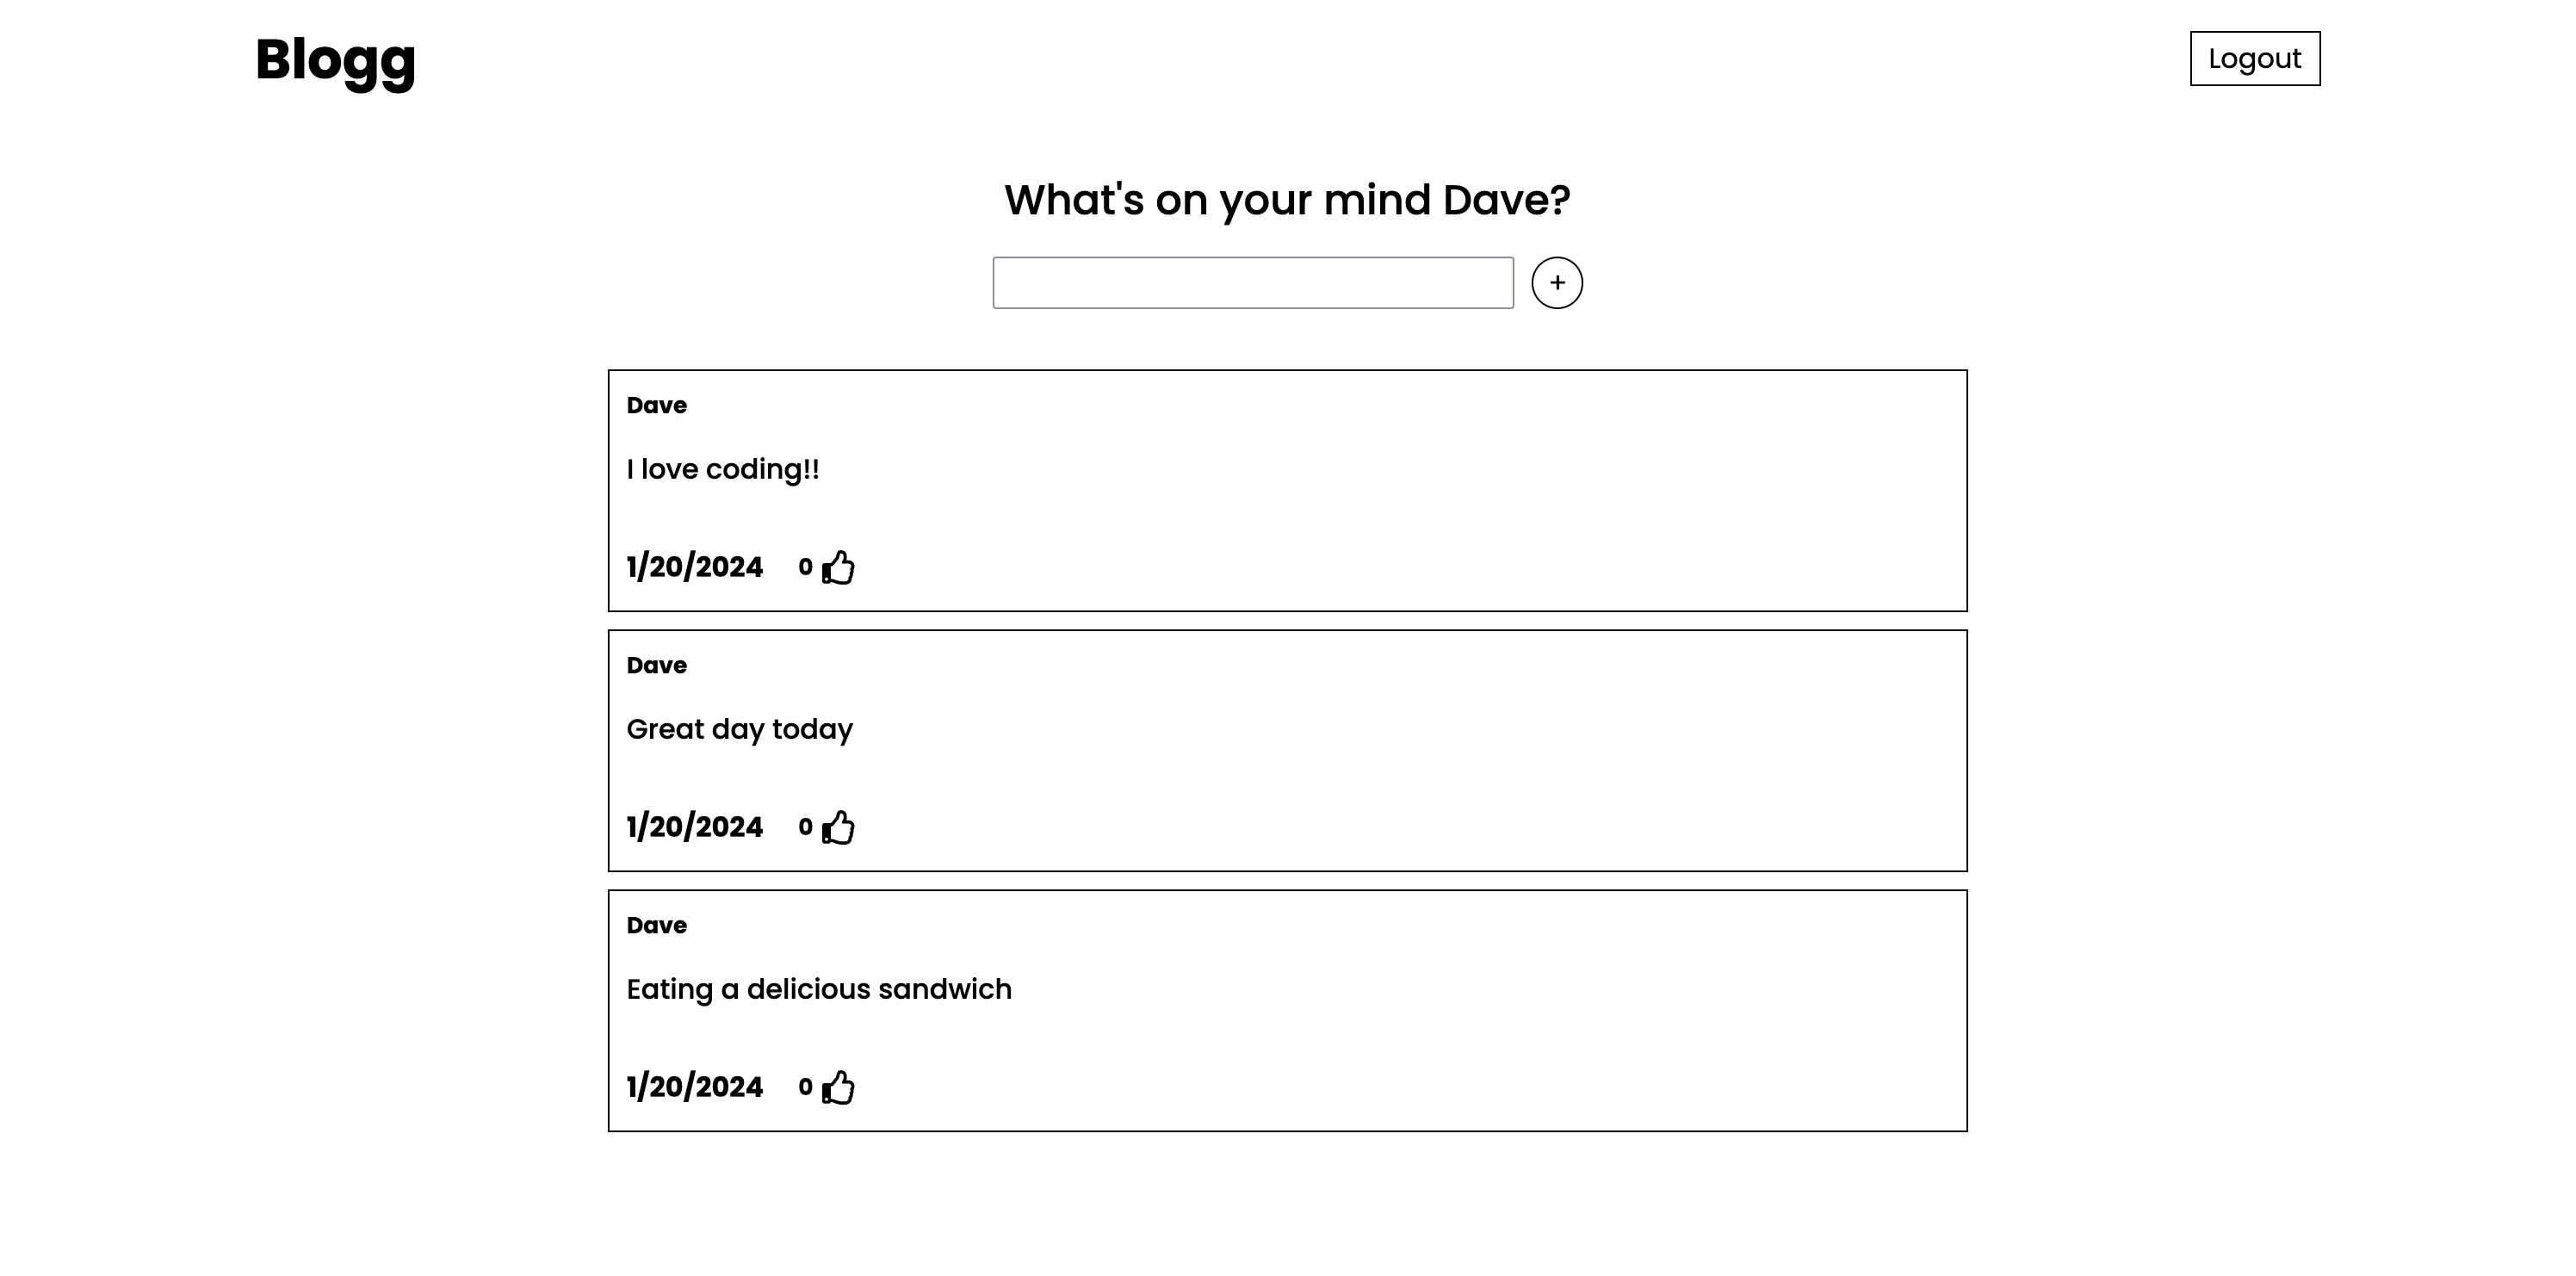 Blogg
Logout
What's on your mind Dave?
+
Dave
I love coding!!
1/20/2024 0
Dave
Great day today
1/20/2024 0
Dave
Eating a delicious sandwich
1/20/2024 0